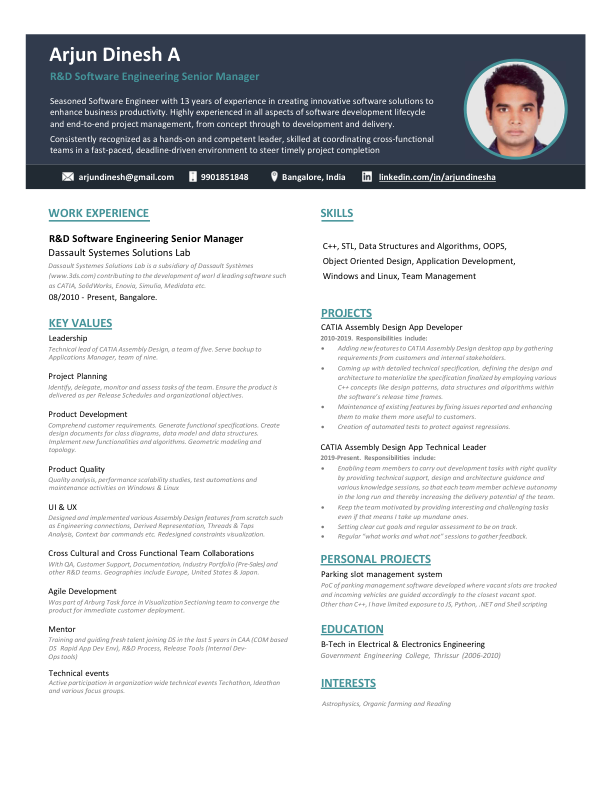 Arjun Dinesh A
R&D Software Engineering Senior Manager
Seasoned Software Engineer with 13 years of experience in creating innovative software solutions to
enhance business productivity. Highly experienced in all aspects of software development lifecycle
and end-to-end project management, from concept through to development and delivery.
Consistently recognized as a hands-on and competent leader, skilled at coordinating cross-functional
teams in a fast-paced, deadline-driven environment to steer timely project completion
arjundinesh@gmail.com 9901851848 Bangalore, India linkedin.com/in/arjundinesha
WORK EXPERIENCE
R&D Software Engineering Senior Manager
Dassault Systemes Solutions Lab
Dassault Systemes Solutions Lab is a subsidiary of Dassault Systèmes
(www.3ds.com) contributing to the development of worl d leading software such
as CATIA, SolidWorks, Enovia, Simulia, Medidata etc.
08/2010 - Present, Bangalore.
KEY VALUES
Leadership
Technical lead of CATIA Assembly Design, a team of five. Serve backup to
Applications Manager, team of nine.
Project Planning
Identify, delegate, monitor and assess tasks of the team. Ensure the product is
delivered as per Release Schedules and organizational objectives.
Product Development
Comprehend customer requirements. Generate functional specifications. Create
design documents for class diagrams, data model and data structures.
Implement new functionalities and algorithms. Geometric modeling and
topology.
Product Quality
Quality analysis, performance scalability studies, test automations and
maintenance activities on Windows & Linux
UI & UX
Designed and implemented various Assembly Design features from scratch such
as Engineering connections, Derived Representation, Threads & Taps
Analysis, Context bar commands etc. Redesigned constraints visualization.
Cross Cultural and Cross Functional Team Collaborations
With QA, Customer Support, Documentation, Industry Portfolio (Pre-Sales) and
other R&D teams. Geographies include Europe, United States & Japan.
Agile Development
Was part of Arburg Task force in Visualization Sectioning team to converge the
product for immediate customer deployment.
Mentor
Training and guiding fresh talent joining DS in the last 5 years in CAA (COM based
DS Rapid App Dev Env), R&D Process, Release Tools (Internal Dev-
Ops tools)
Technical events
Active participation in organization wide technical events Techathon, Ideathon
and various focus groups.
SKILLS
C++, STL, Data Structures and Algorithms, OOPS,
Object Oriented Design, Application Development,
Windows and Linux, Team Management
PROJECTS
CATIA Assembly Design App Developer
2010-2019. Responsibilities include:
• Adding new features to CATIA Assembly Design desktop app by gathering
requirements from customers and internal stakeholders.
• Coming up with detailed technical specification, defining the design and
architecture to materialize the specification finalized by employing various
C++ concepts like design patterns, data structures and algorithms within
the software's release time frames.
• Maintenance of existing features by fixing issues reported and enhancing
them to make them more useful to customers.
• Creation of automated tests to protect against regressions.
CATIA Assembly Design App Technical Leader
2019-Present. Responsibilities include:
• Enabling team members to carry out development tasks with right quality
by providing technical support, design and architecture guidance and
various knowledge sessions, so that each team member achieve autonomy
in the long run and thereby increasing the delivery potential of the team.
• Keep the team motivated by providing interesting and challenging tasks
even if that means I take up mundane ones.
• Setting clear cut goals and regular assessment to be on track.
• Regular "what works and what not" sessions to gather feedback.
PERSONAL PROJECTS
Parking slot management system
PoC of parking management software developed where vacant slots are tracked
and incoming vehicles are guided accordingly to the closest vacant spot.
Other than C++, I have limited exposure to JS, Python, .NET and Shell scripting
EDUCATION
B-Tech in Electrical & Electronics Engineering
Government Engineering College, Thrissur (2006-2010)
INTERESTS
Astrophysics, Organic farming and Reading